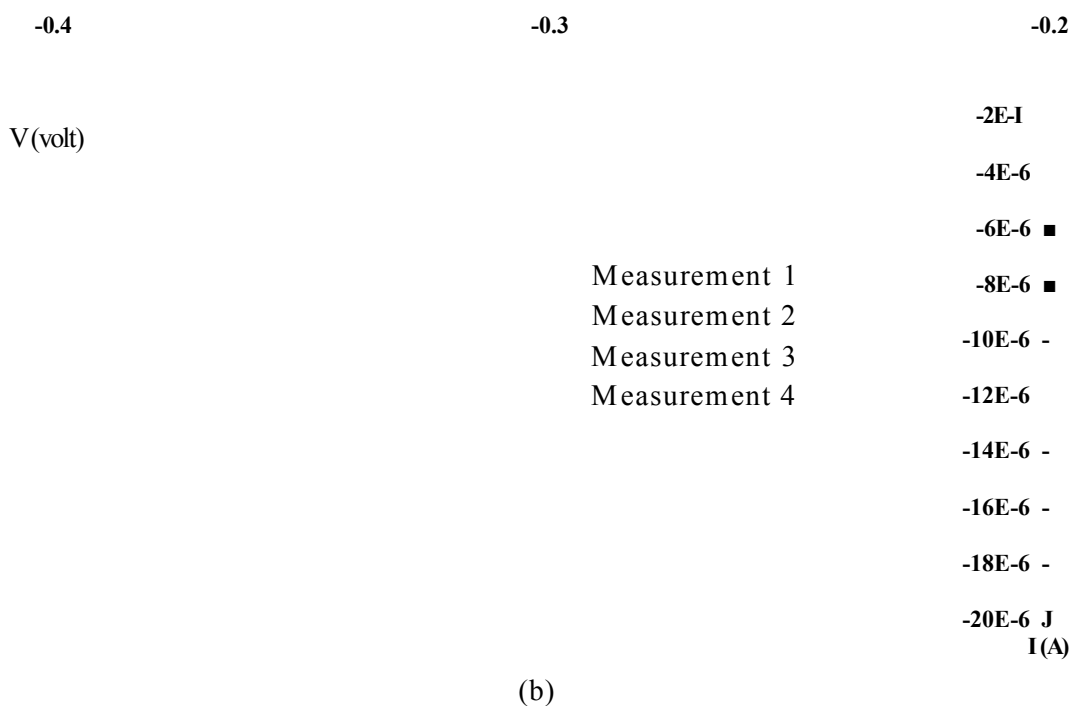 -0.4 -0.3 -0.2
-2E-I
V (volt)
-4E-6
-6E-6 ■
Measurement 1
-8E-6 ■
Measurement 2
-10E-6 -
Measurement 3
Measurement 4
-12E-6
-14E-6 -
-16E-6 -
-18E-6 -
-20E-6 J
I (A)
(b)